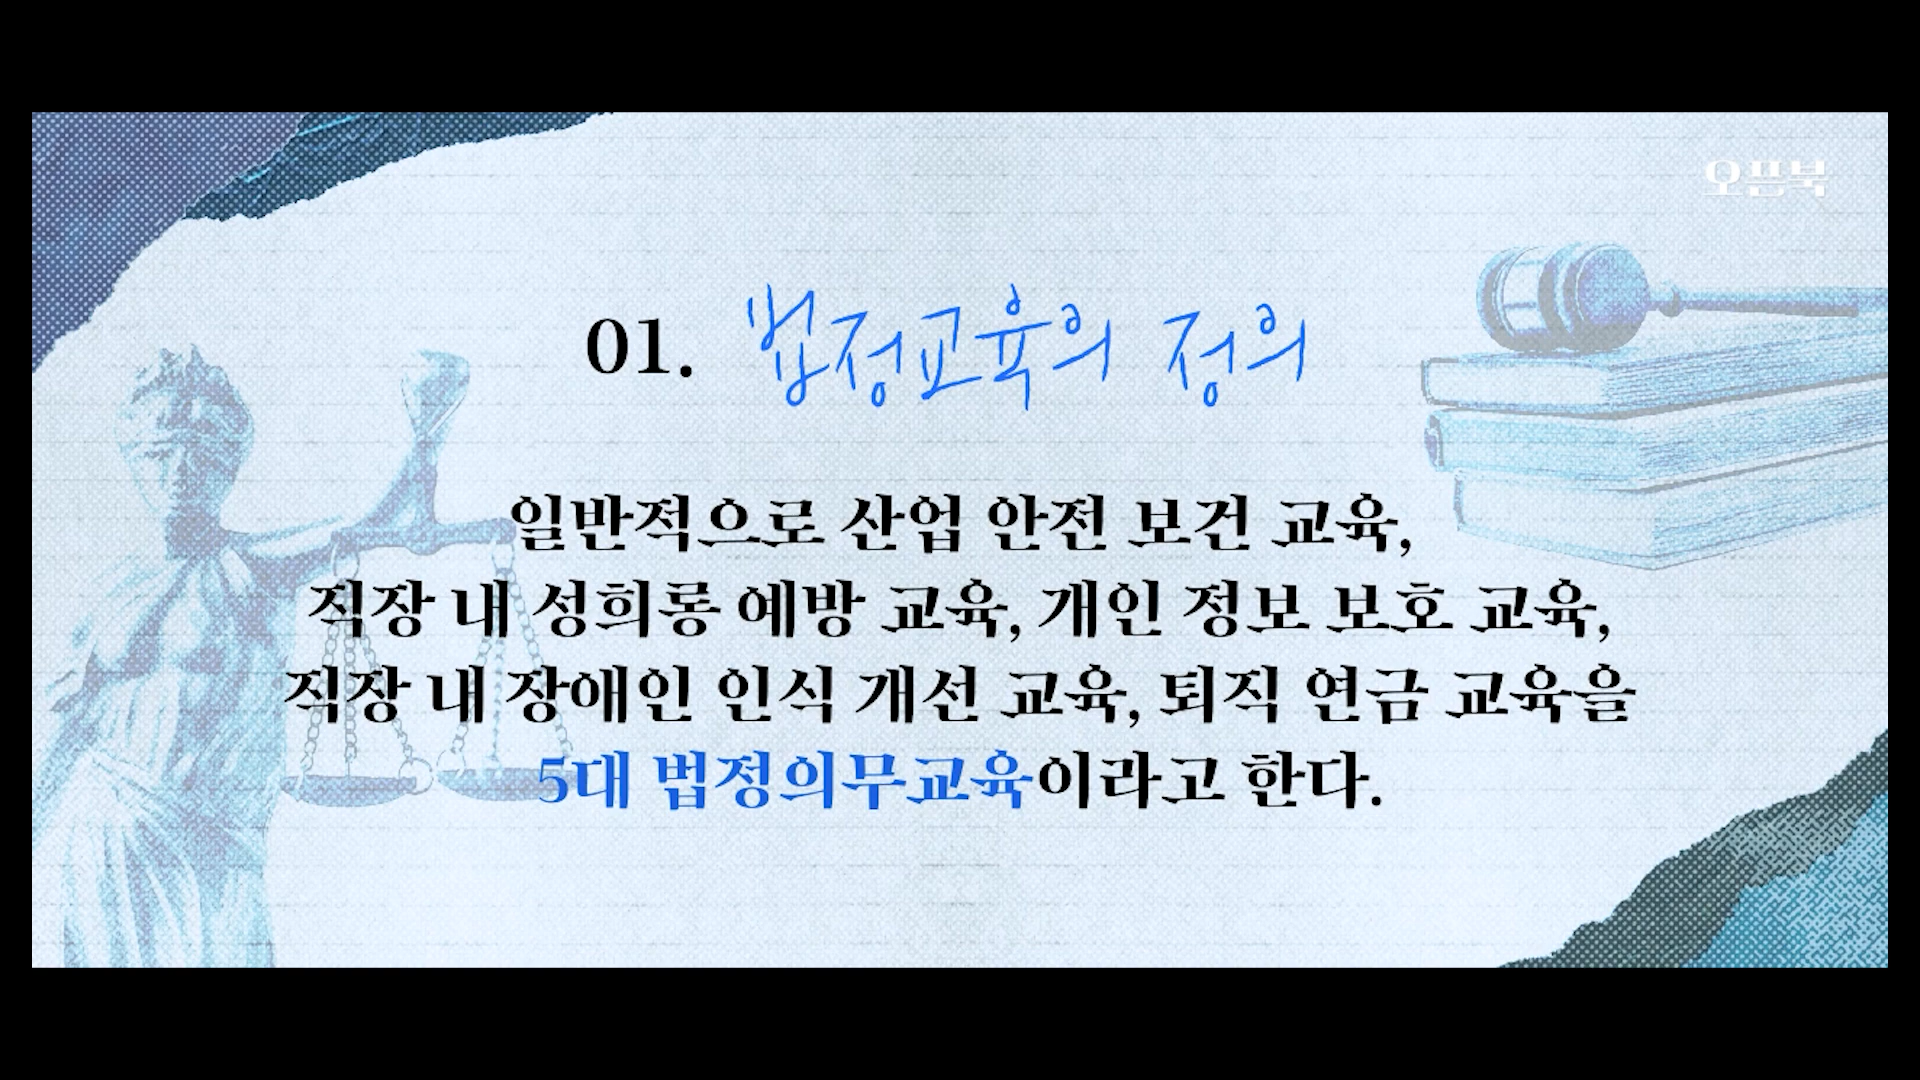 오픈북
01. 법정교육의 정의
일반적으로 산업 안전 보건 교육,
직장 내 성희롱 예방 교육, 개인 정보 보호 교육,
직장 내 장애인 인식 개선 교육, 퇴직 연금 교육을
5대 법정의무교육이라고 한다.